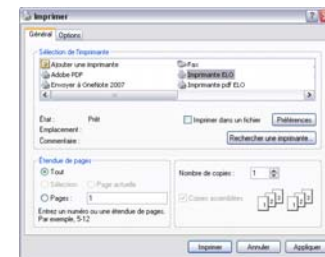 Imprimer
Général Options
Sélection de l'imprimante
Ajouter une imprimante
Adobe PDF
Envoyer à OneNote 2007
Fax
Imprimante ELO
Imprimante pdf ELO
État : Prêt
Emplacement :
Commentaire :
Imprimer dans un fichier
Préférences
Rechercher une imprimante...
Étendue de pages
Tout
Sélection Page actuelle
Pages : 1
Entrez un numéro ou une étendue de pages.
Par exemple, 5-12
Nombre de copies : 1
Copies assemblées
Imprimer Annuler Appliquer